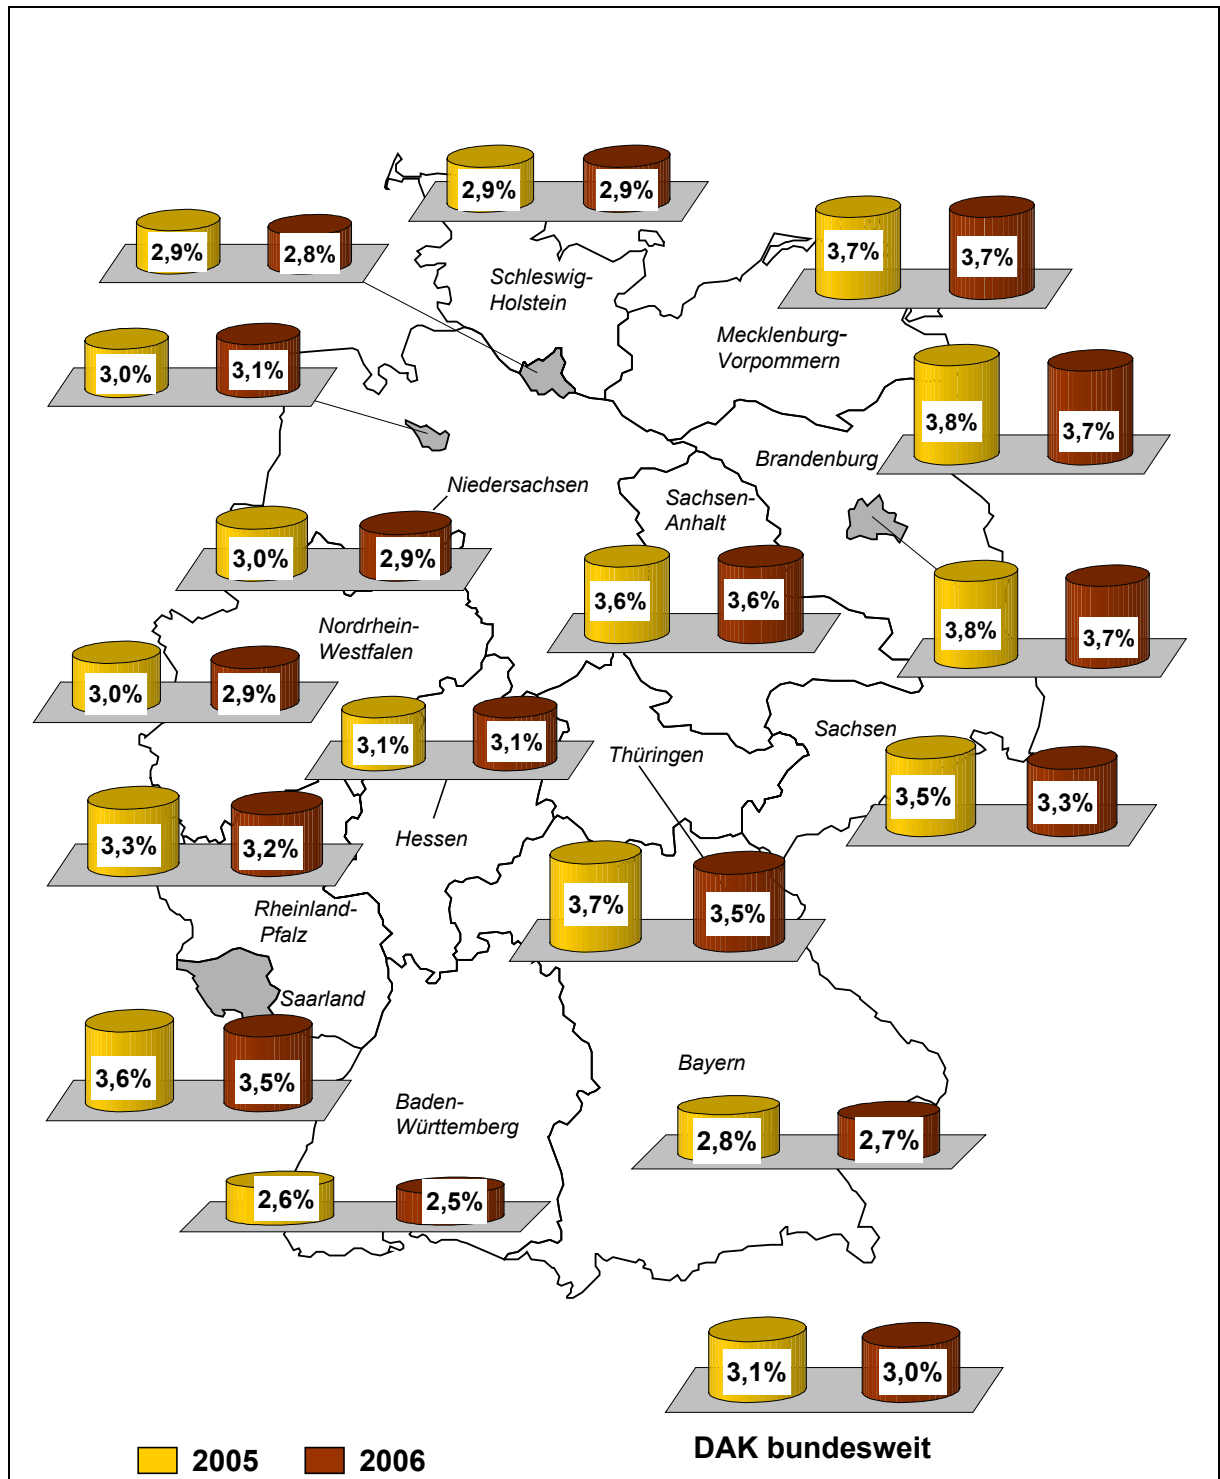 2,9% 2,9%
2,9% 2,8%
3,7% 3,7%
Schleswig-
Holstein
Mecklenburg-
Vorpommern
3,0% 3,1%
3,8% 3,7%
Brandenburg
Niedersachsen
Sachsen-
Anhalt
3,0% 2,9%
3,6% 3,6%
3,8% 3,7%
Nordrhein-
Westfalen
3,0% 2,9%
3,1% 3,1%
Thüringen
Sachsen
3,5% 3,3%
3,3% 3,2%
Hessen
3,7% 3,5%
Rheinland-
Pfalz
Saarland
3,6% 3,5%
Bayern
Baden-
Württemberg
2,8% 2,7%
2,6% 2,5%
3,1% 3,0%
DAK bundesweit
2005 2006